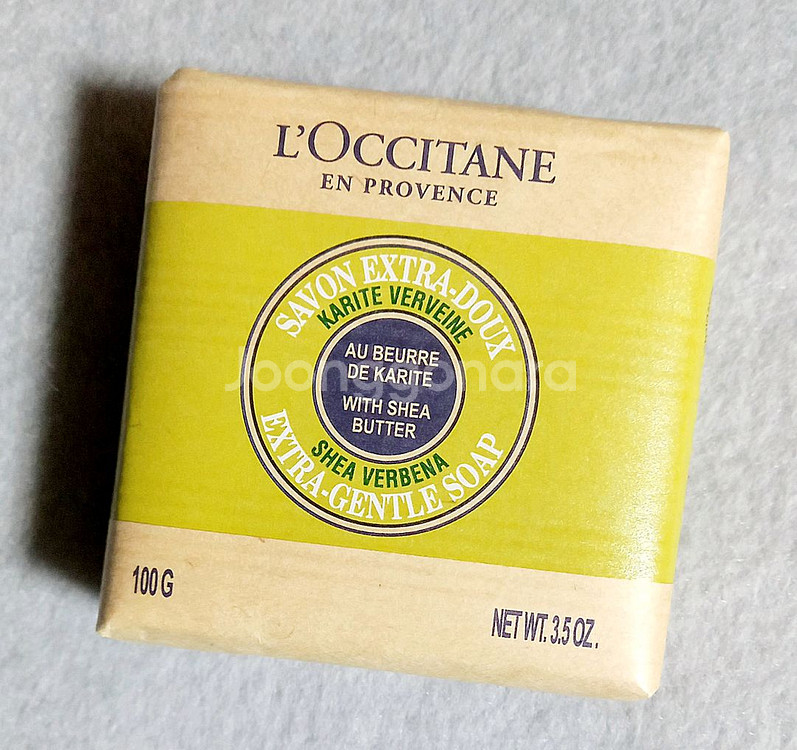 L'OCCITANE
EN PROVENCE
SAVON EXTRA-DOUX
KARITE VERVEINE
AU BEURRE
DE KARITE
WITH SHEA
BUTTER
SHEA VERBENA
EXTRA-GENTLE SOAP
100 G
NET WT. 3.5 OZ.
Joonggonara